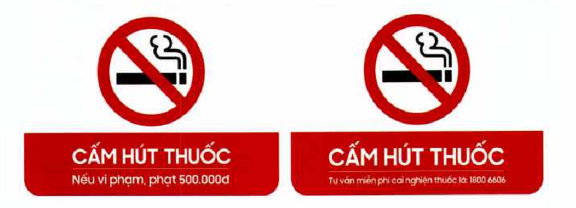 CẤM HÚT THUỐC
Nếu vi phạm, phạt 500.000đ
CẤM HÚT THUỐC
Tư vấn miễn phí cai nghiện thuốc lá: 1800 6606